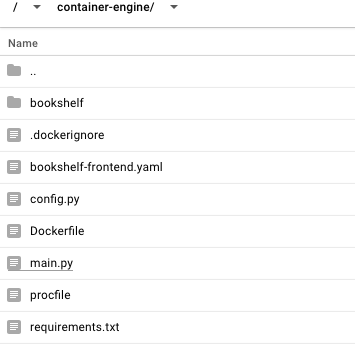 / container-engine/
Name
..
bookshelf
.dockerignore
bookshelf-frontend.yaml
config.py
Dockerfile
main.py
procfile
requirements.txt